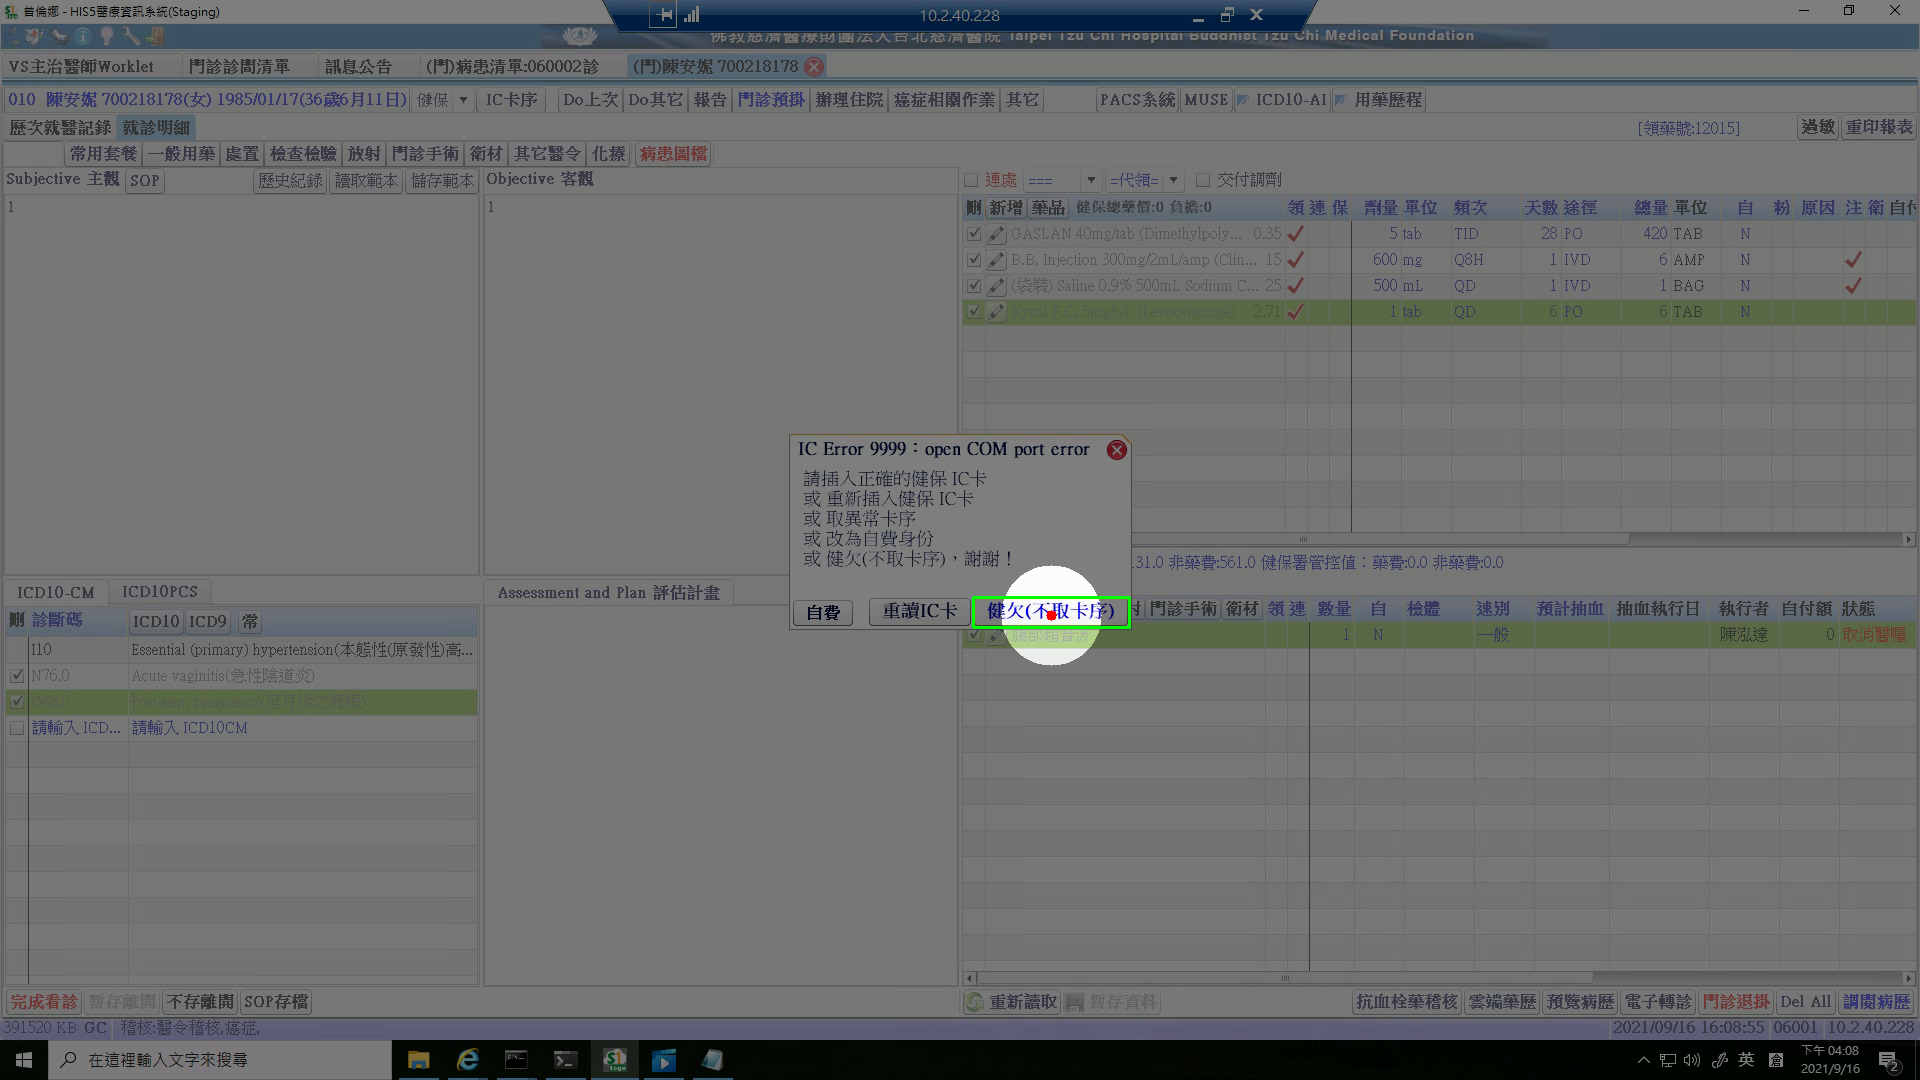 曾倫娜 - HIS5醫療資訊系統(Staging)
10.2.40.228
佛教慈濟醫療財團法人台北慈濟醫院 Taipei Tzu Chi Hospital Buddhist Tzu Chi Medical Foundation
VS主治醫師Worklet 門診診間清單 訊息公告 (門)病患清單:060002診 (門)陳安妮 700218178
010 陳安妮 700218178(女) 1985/01/17(36歲6月11日) 健保 IC卡序 Do上次 Do其它 報告 門診預掛 辦理住院 癌症相關作業 其它 PACS系統 MUSE ICD10-AI 用藥歷程
歷次就醫記錄 就診明細 [領藥號:12015] 過敏 重印報表
常用套餐 一般用藥 處置 檢查檢驗 放射 門診手術 衛材 其它醫令 化療 病患圖檔
Subjective 主觀 SOP 歷史紀錄 讀取範本 儲存範本 Objective 客觀
連處 === =代領= 交付調劑
1 1
刪 新增 藥品 健保總藥價:0 負擔:0 領 連 保 劑量 單位 頻次 天數 途徑 總量 單位 自 粉 原因 注 衛 自付
GASLAN 40mg/tab (Dimethylpoly... 0.35 5 tab TID 28 PO 420 TAB N
B.B. Injection 300mg/2mL/amp (Clin... 15 600 mg Q8H 1 IVD 6 AMP N
(袋裝) Saline 0.9% 500mL Sodium C... 25 500 mL QD 1 IVD 1 BAG N
Xyzal F.C. 5mg/tab (Levocetirizine) 2.71 1 tab QD 6 PO 6 TAB N
IC Error 9999：open COM port error
請插入正確的健保 IC卡
或 重新插入健保 IC卡
或 取異常卡序
或 改為自費身份
或 健欠(不取卡序)，謝謝！
自費 重讀IC卡 健欠(不取卡序)
31.0 非藥費:561.0 健保署管控值：藥費:0.0 非藥費:0.0
ICD10-CM ICD10PCS Assessment and Plan 評估計畫
刪 診斷碼 ICD10 ICD9 常
門診手術 衛材 領 連 數量 自 檢體 速別 預計抽血 抽血執行日 執行者 自付額 狀態
腹部超音波 1 N 一般 陳泓達 0 取消醫囑
I10 Essential (primary) hypertension(本態性(原發性)高...
N76.0 Acute vaginitis(急性陰道炎)
O48.0 Post-term pregnancy(足月後之妊娠)
請輸入 ICD... 請輸入 ICD10CM
完成看診 暫存離開 不存離開 SOP存檔 重新讀取 暫存資料 抗血栓藥稽核 雲端藥歷 預覽病歷 電子轉診 門診退掛 Del All 調閱病歷
391520 KB GC 稽核:醫令稽核,癌症, 2021/09/16 16:08:55 06001 10.2.40.228
在這裡輸入文字來搜尋
英
下午 04:08
2021/9/16
2